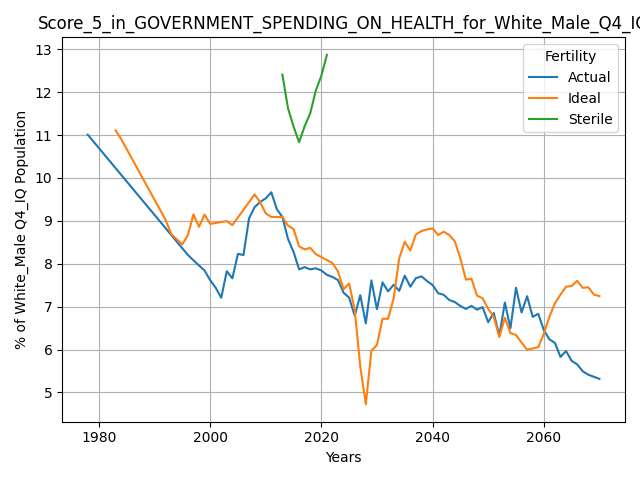 Score_5_in_GOVERNMENT_SPENDING_ON_HEALTH_for_White_Male_Q4_IQ
Fertility
Actual
Ideal
Sterile
% of White_Male Q4_IQ Population
13
12
11
10
9
8
7
6
5
1980
2000
2020
2040
2060
Years